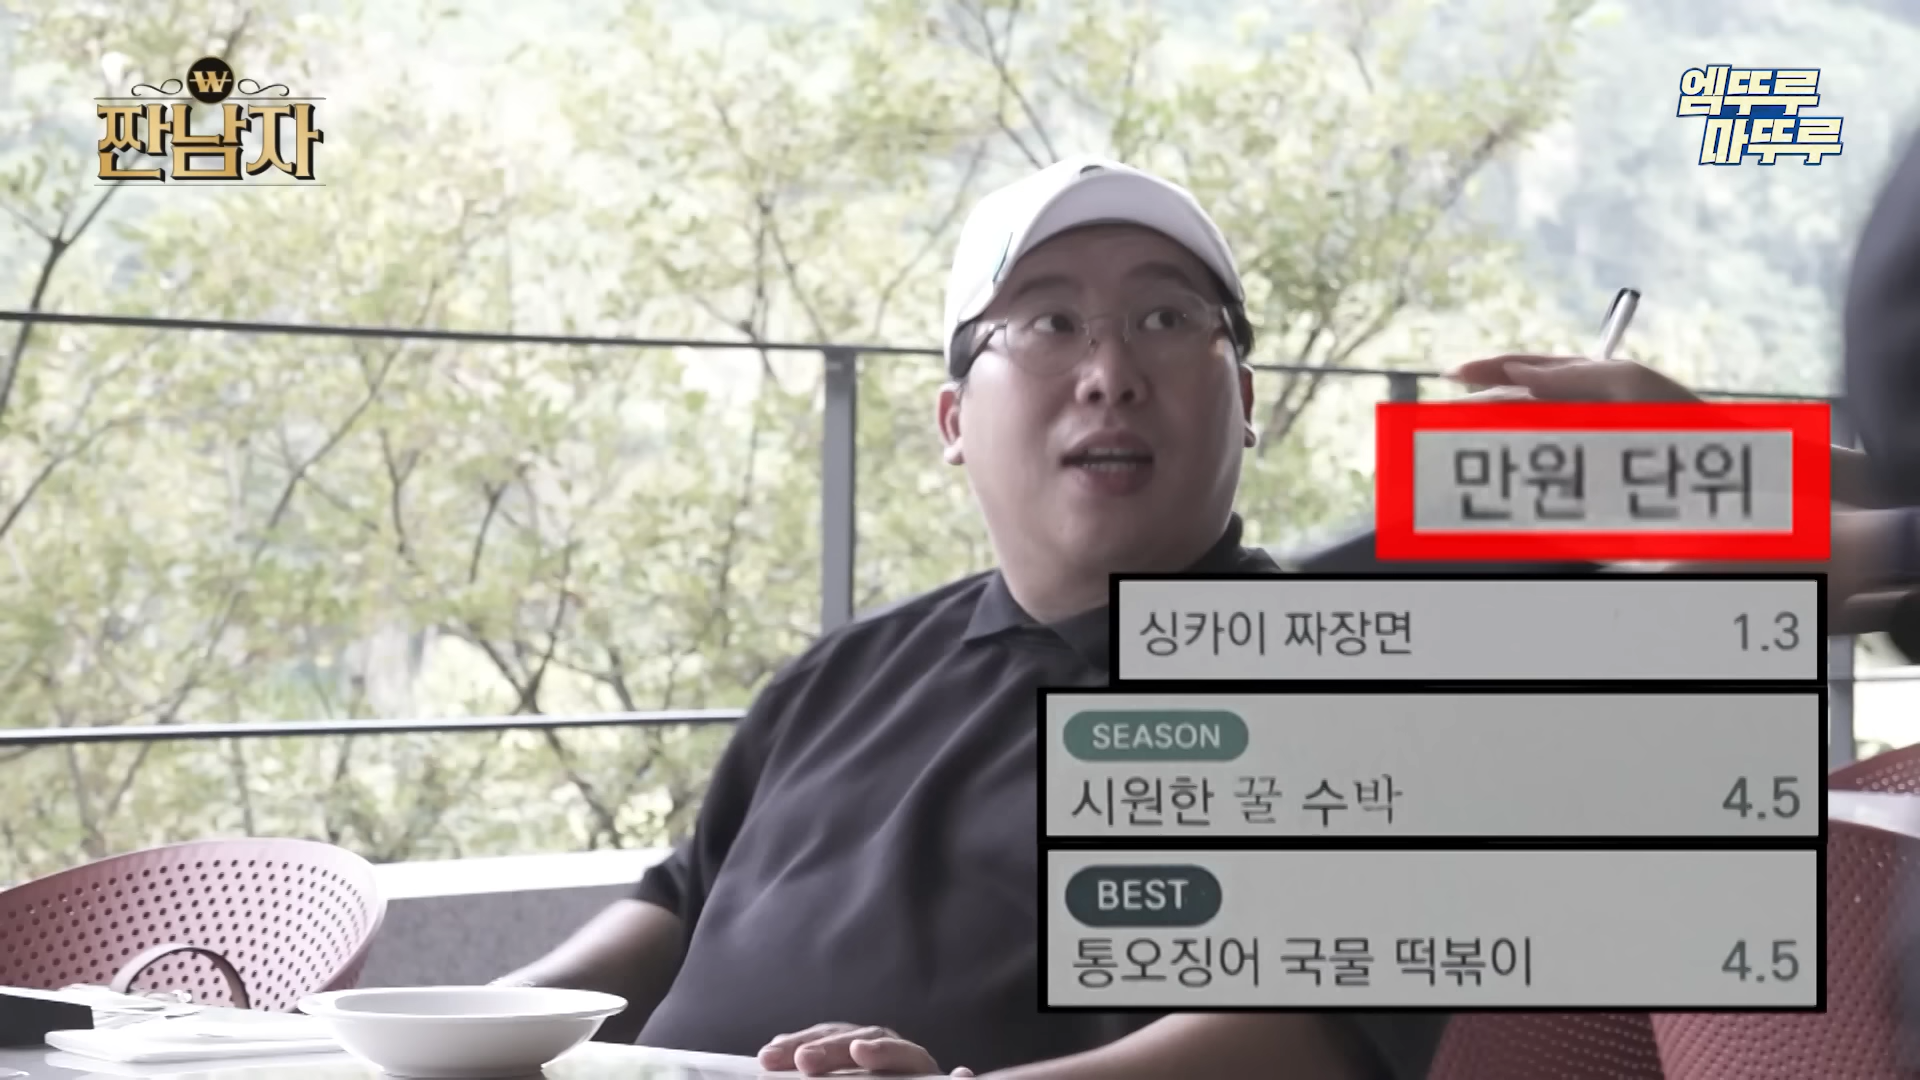 ₩
짠남자
엠뚜루
마뚜루
만원 단위
싱카이 짜장면 1.3
SEASON
시원한 꿀 수박 4.5
BEST
통오징어 국물 떡볶이 4.5